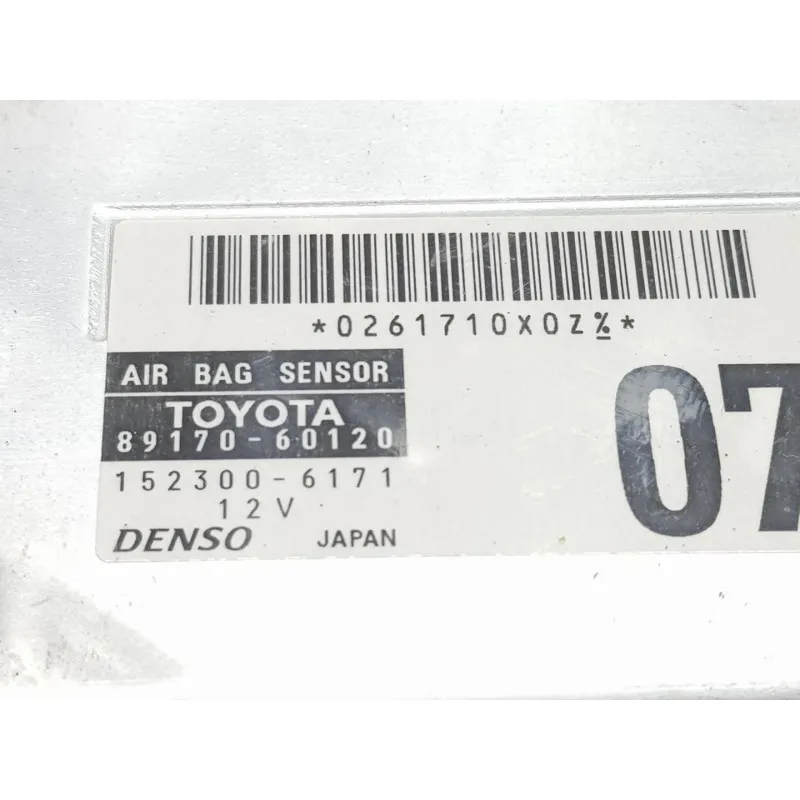 *0261710X0Z%*
AIR BAG SENSOR
TOYOTA
89170-60120
152300-6171
12V
DENSO JAPAN
07